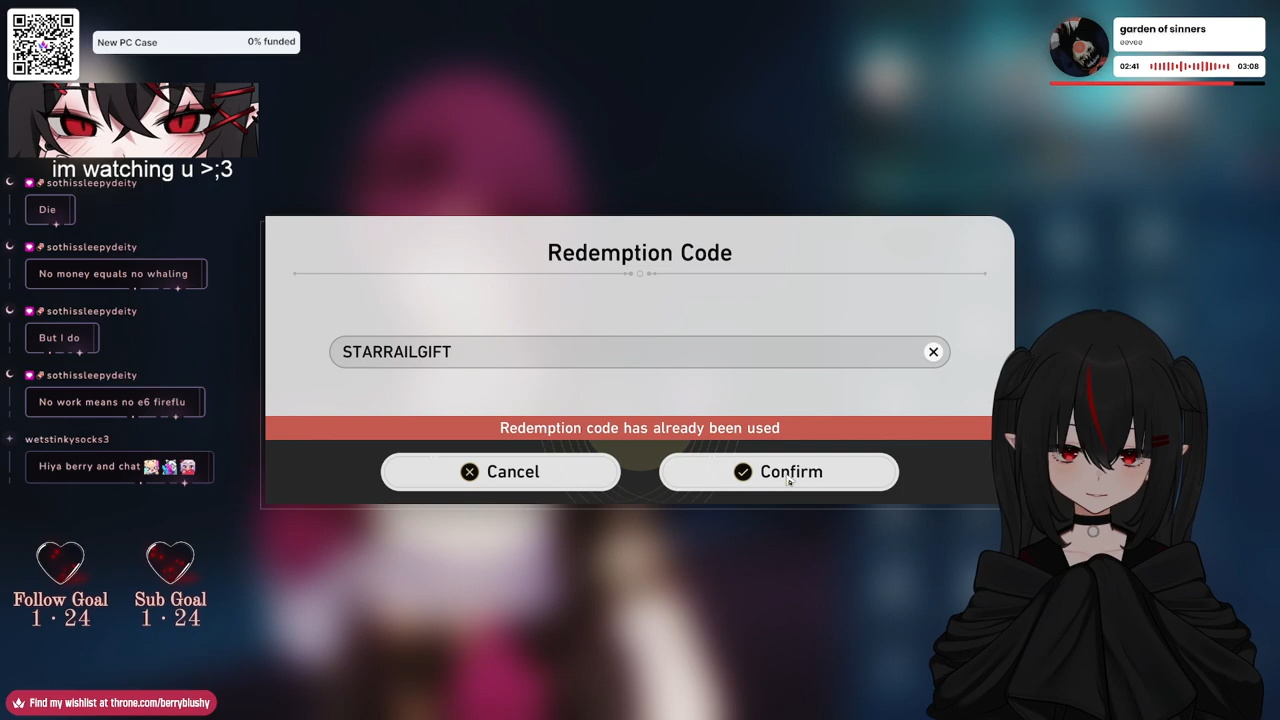 New PC Case 0% funded
im watching u >;3
sothissleepydeity
Die
sothissleepydeity
No money equals no whaling
sothissleepydeity
But I do
sothissleepydeity
No work means no e6 fireflu
wetstinkysocks3
Hiya berry and chat
Follow Goal
1 · 24
Sub Goal
1 · 24
Find my wishlist at throne.com/berryblushy
Redemption Code
STARRAILGIFT
Redemption code has already been used
Cancel
Confirm
garden of sinners
eevee
02:41 03:08